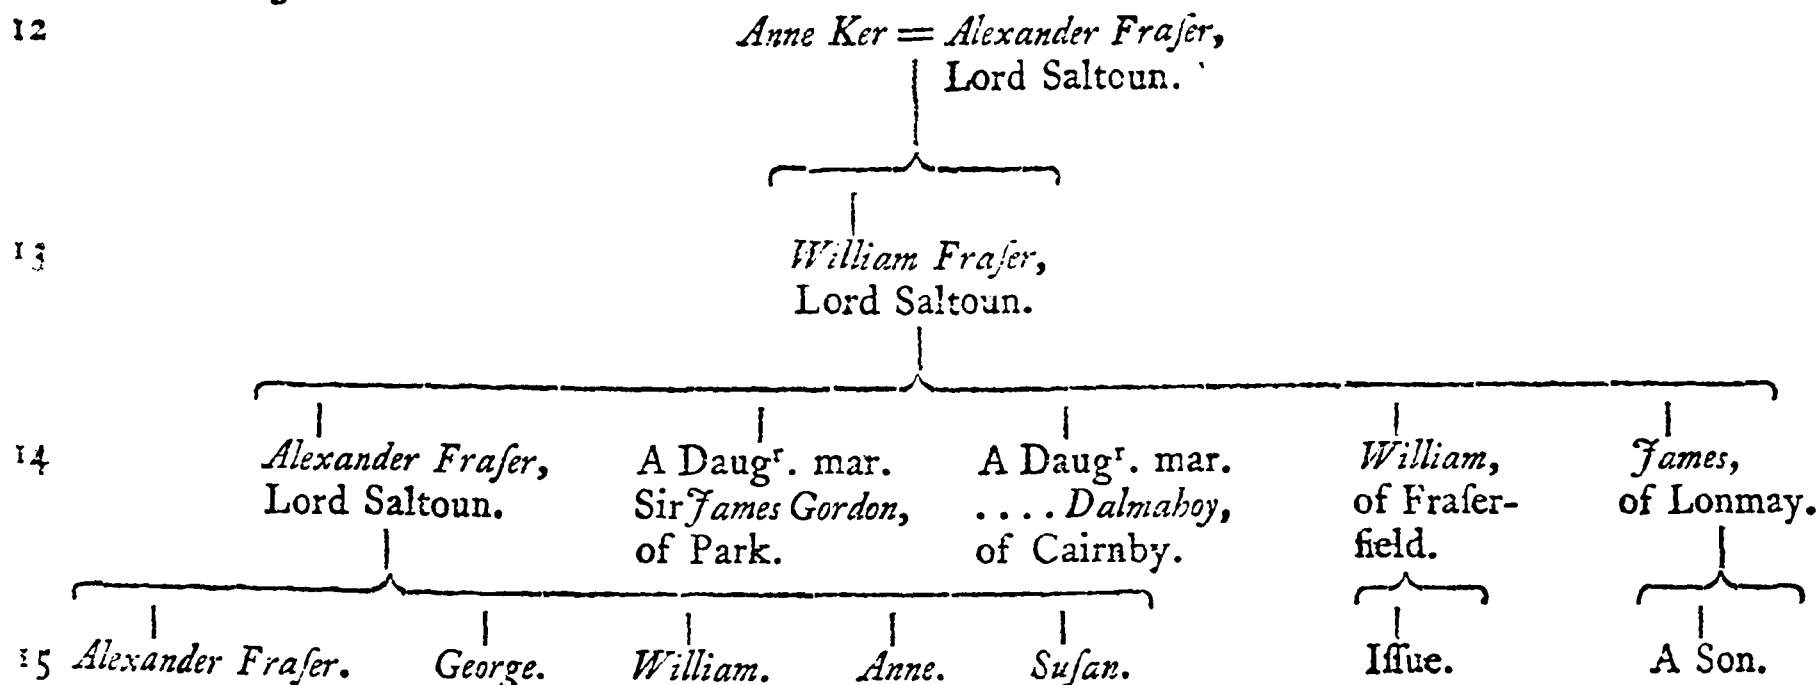 12 Anne Ker = Alexander Fraſer,
Lord Saltoun.
13 William Fraſer,
Lord Saltoun.
14 Alexander Fraſer,
Lord Saltoun.
A Daugʳ. mar.
Sir James Gordon,
of Park.
A Daugʳ. mar.
.... Dalmahoy,
of Cairnby.
William,
of Fraſer-
field.
James,
of Lonmay.
15 Alexander Fraſer. George. William. Anne. Suſan. Iſſue. A Son.